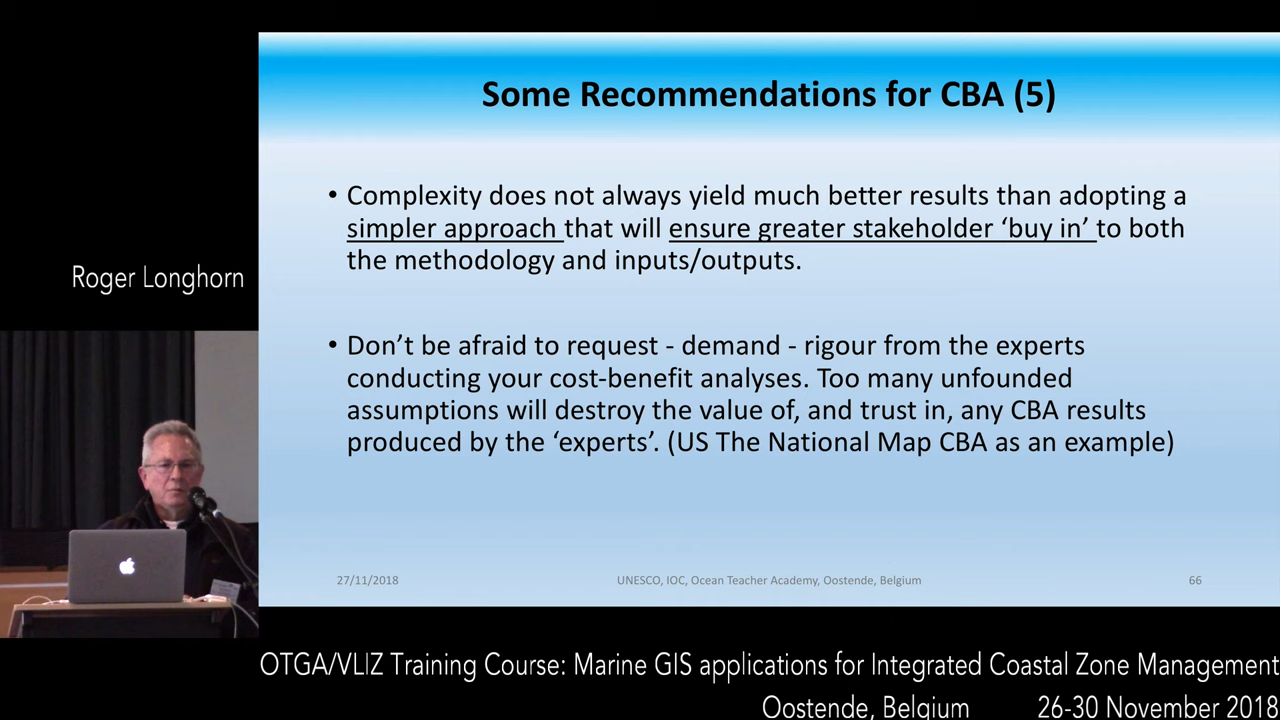 Some Recommendations for CBA (5)
• Complexity does not always yield much better results than adopting a
simpler approach that will ensure greater stakeholder ‘buy in’ to both
the methodology and inputs/outputs.
• Don’t be afraid to request - demand - rigour from the experts
conducting your cost-benefit analyses. Too many unfounded
assumptions will destroy the value of, and trust in, any CBA results
produced by the ‘experts’. (US The National Map CBA as an example)
27/11/2018
UNESCO, IOC, Ocean Teacher Academy, Oostende, Belgium
66
Roger Longhorn
OTGA/VLIZ Training Course: Marine GIS applications for Integrated Coastal Zone Management
Oostende, Belgium 26-30 November 2018